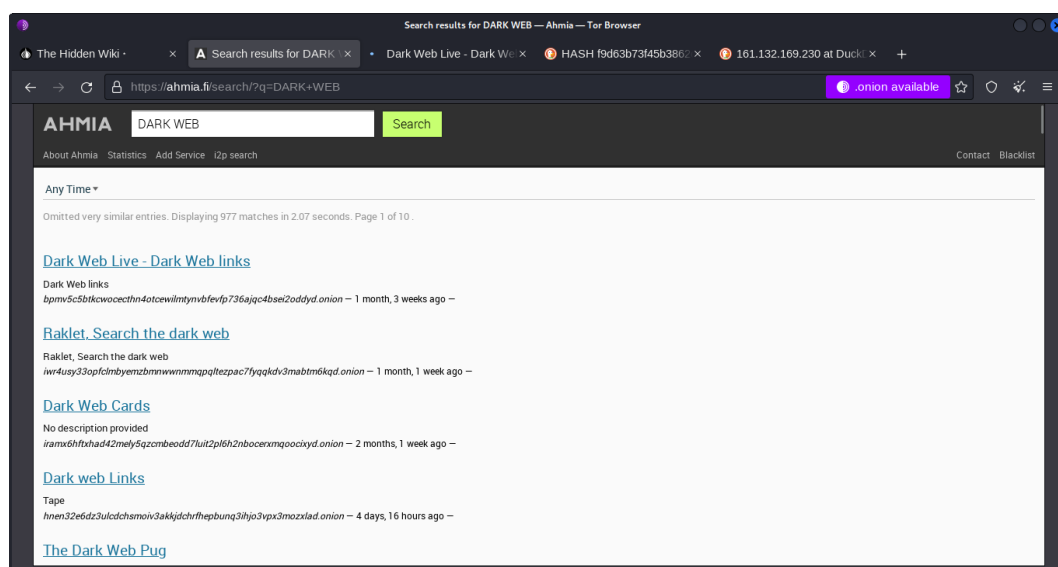 Search results for DARK WEB — Ahmia — Tor Browser
The Hidden Wiki · × A Search results for DARK W × • Dark Web Live - Dark We × HASH f9d63b73f45b3862 × 161.132.169.230 at Duck × +
https://ahmia.fi/search/?q=DARK+WEB .onion available
AHMIA DARK WEB Search
About Ahmia Statistics Add Service i2p search Contact Blacklist
Any Time
Omitted very similar entries. Displaying 977 matches in 2.07 seconds. Page 1 of 10 .
Dark Web Live - Dark Web links
Dark Web links
bpmv5c5btkcwocecthn4otcewilmtynvbfevfp736ajqc4bsei2oddyd.onion — 1 month, 3 weeks ago —
Raklet, Search the dark web
Raklet, Search the dark web
iwr4usy33opfclmbyemzbmnwwnmmqpqltezpac7fyqqkdv3mabtm6kqd.onion — 1 month, 1 week ago —
Dark Web Cards
No description provided
iramx6hftxhad42mely5qzcmbeodd7luit2pl6h2nbocerxmqoocixyd.onion — 2 months, 1 week ago —
Dark web Links
Tape
hnen32e6dz3ulcdchsmoiv3akkjdchrfhepbunq3ihjo3vpx3mozxlad.onion — 4 days, 16 hours ago —
The Dark Web Pug